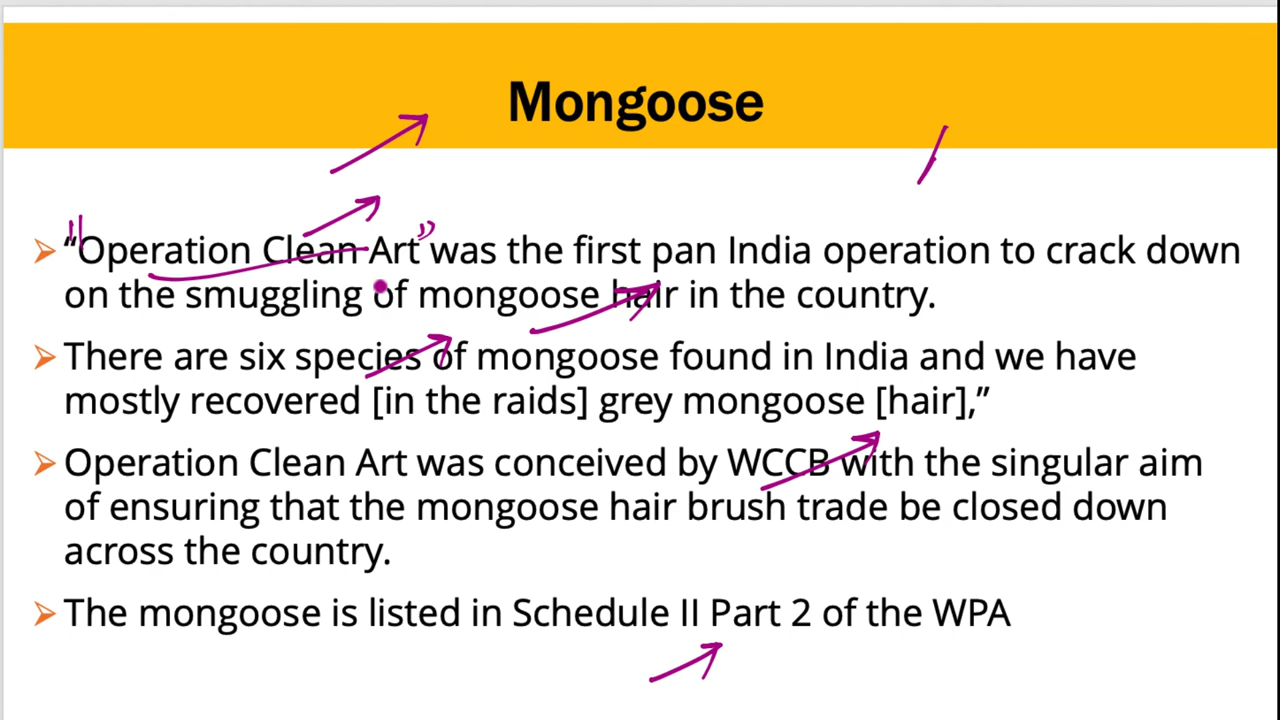 Mongoose
➢ “Operation Clean Art” was the first pan India operation to crack down
on the smuggling of mongoose hair in the country.
➢ There are six species of mongoose found in India and we have
mostly recovered [in the raids] grey mongoose [hair],”
➢ Operation Clean Art was conceived by WCCB with the singular aim
of ensuring that the mongoose hair brush trade be closed down
across the country.
➢ The mongoose is listed in Schedule II Part 2 of the WPA